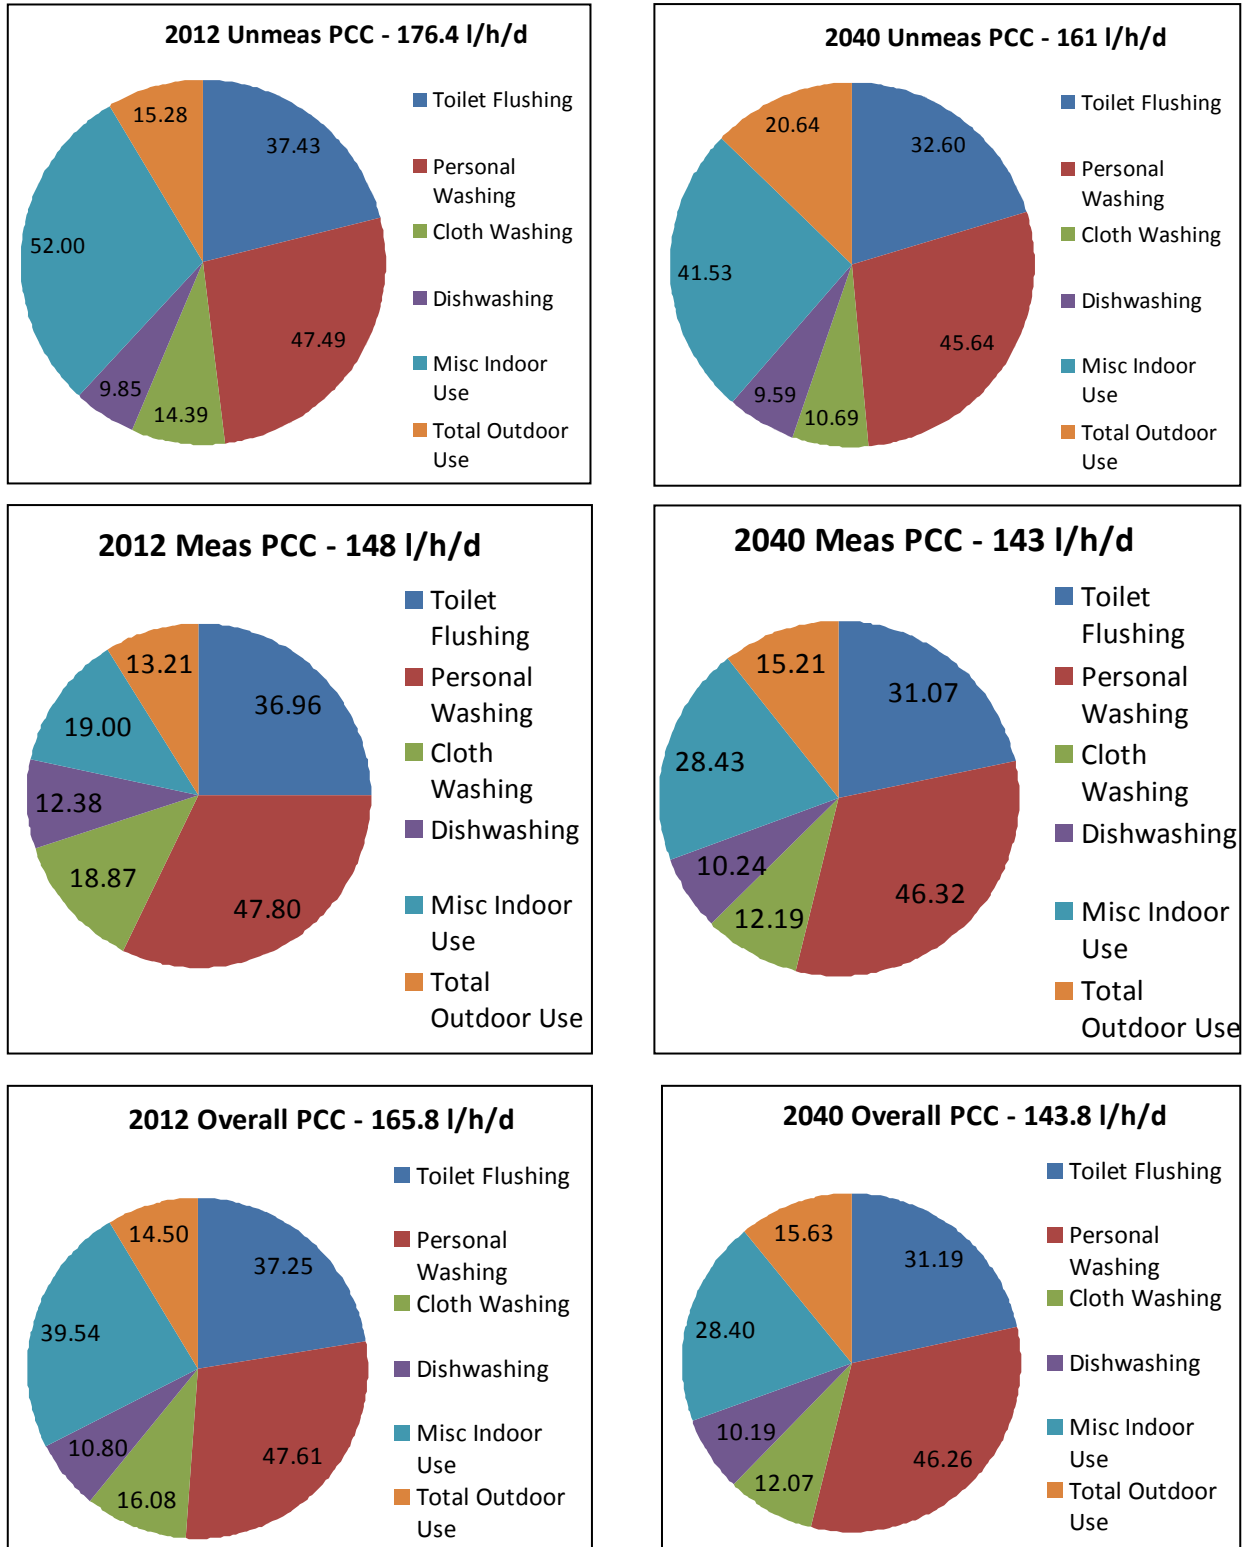 2012 Unmeas PCC - 176.4 l/h/d
15.28
37.43
52.00
47.49
9.85
14.39
Toilet Flushing
Personal
Washing
Cloth Washing
Dishwashing
Misc Indoor
Use
Total Outdoor
Use
2040 Unmeas PCC - 161 l/h/d
20.64
32.60
41.53
45.64
9.59
10.69
Toilet Flushing
Personal
Washing
Cloth Washing
Dishwashing
Misc Indoor
Use
Total Outdoor
Use
2012 Meas PCC - 148 l/h/d
13.21
36.96
19.00
12.38
18.87
47.80
Toilet
Flushing
Personal
Washing
Cloth
Washing
Dishwashing
Misc Indoor
Use
Total
Outdoor Use
2040 Meas PCC - 143 l/h/d
15.21
31.07
28.43
10.24
46.32
12.19
Toilet
Flushing
Personal
Washing
Cloth
Washing
Dishwashing
Misc Indoor
Use
Total
Outdoor Use
2012 Overall PCC - 165.8 l/h/d
14.50
37.25
39.54
10.80
47.61
16.08
Toilet Flushing
Personal
Washing
Cloth Washing
Dishwashing
Misc Indoor
Use
Total Outdoor
Use
2040 Overall PCC - 143.8 l/h/d
15.63
31.19
28.40
10.19
46.26
12.07
Toilet Flushing
Personal
Washing
Cloth Washing
Dishwashing
Misc Indoor
Use
Total Outdoor
Use